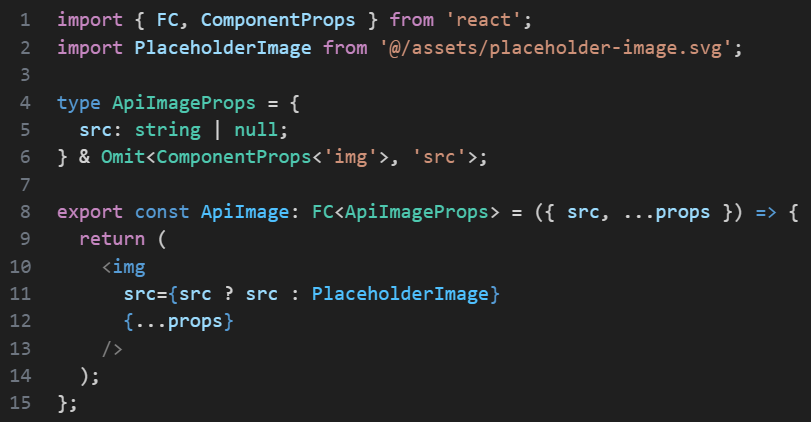 1 import { FC, ComponentProps } from 'react';
2 import PlaceholderImage from '@/assets/placeholder-image.svg';
3
4 type ApiImageProps = {
5   src: string | null;
6 } & Omit<ComponentProps<'img'>, 'src'>;
7
8 export const ApiImage: FC<ApiImageProps> = ({ src, ...props }) => {
9   return (
10     <img
11       src={src ? src : PlaceholderImage}
12       {...props}
13     />
14   );
15 };